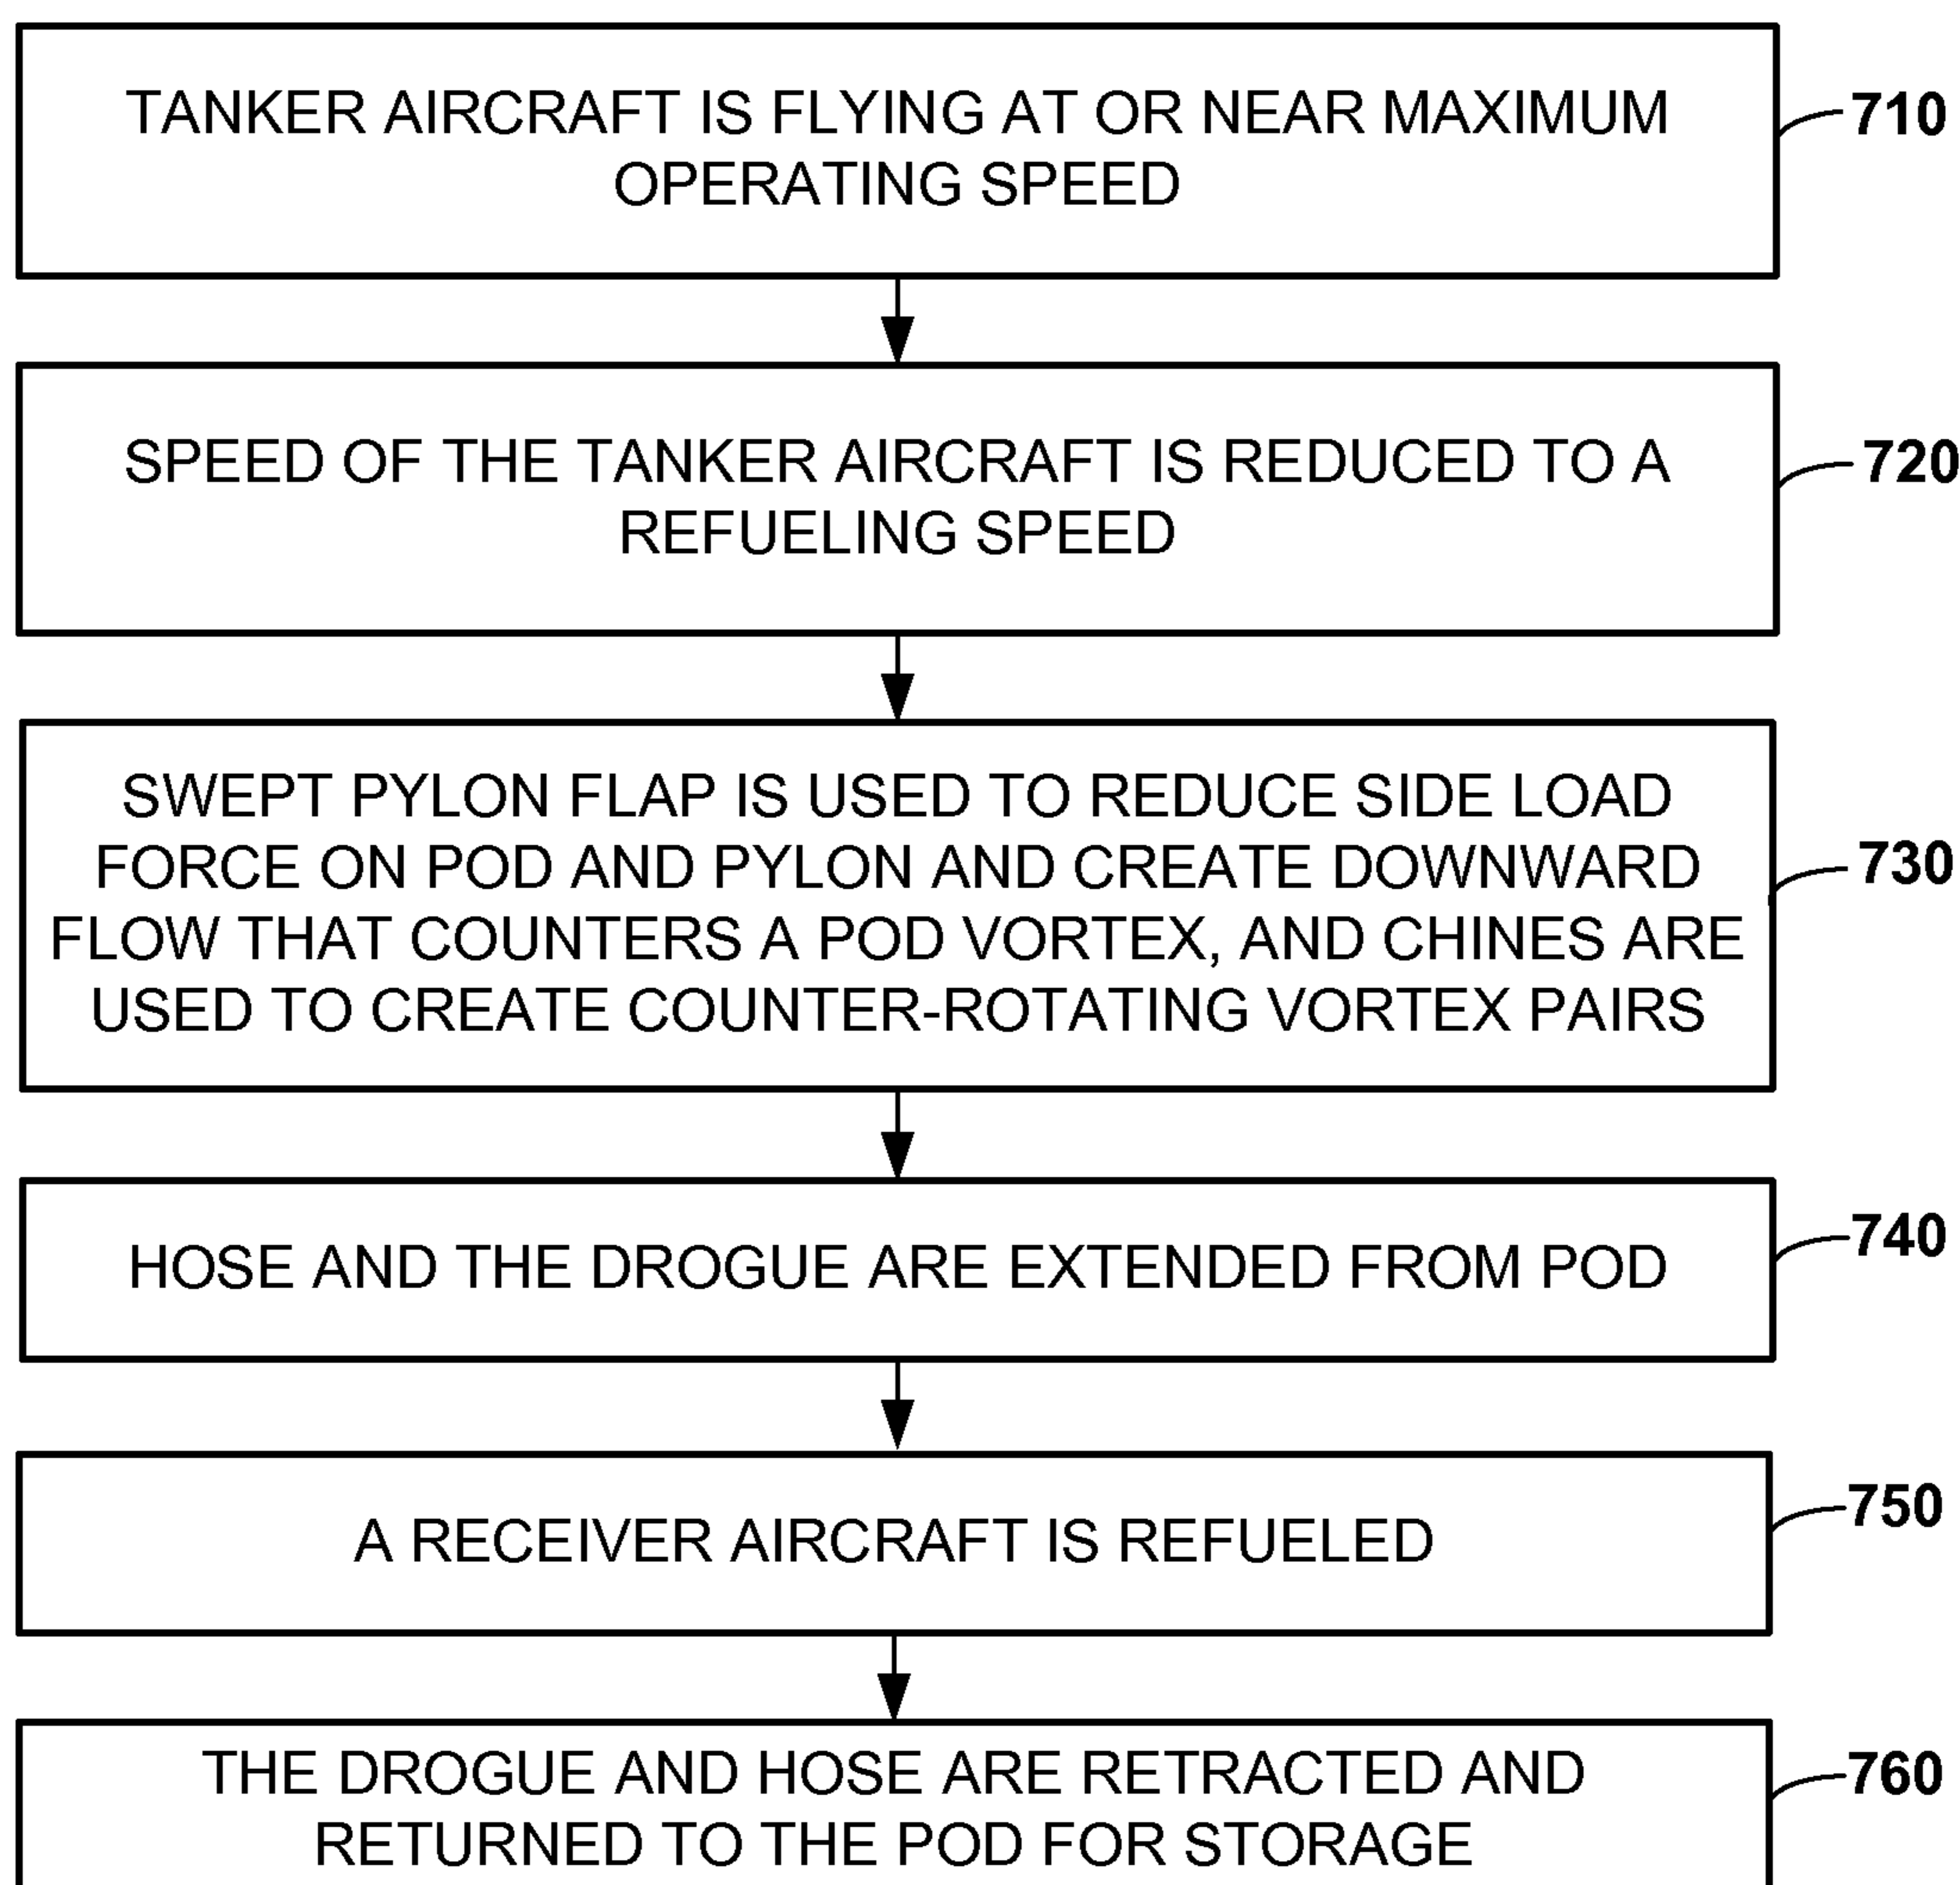 TANKER AIRCRAFT IS FLYING AT OR NEAR MAXIMUM
OPERATING SPEED
710
SPEED OF THE TANKER AIRCRAFT IS REDUCED TO A
REFUELING SPEED
720
SWEPT PYLON FLAP IS USED TO REDUCE SIDE LOAD
FORCE ON POD AND PYLON AND CREATE DOWNWARD
FLOW THAT COUNTERS A POD VORTEX, AND CHINES ARE
USED TO CREATE COUNTER-ROTATING VORTEX PAIRS
730
HOSE AND THE DROGUE ARE EXTENDED FROM POD
740
A RECEIVER AIRCRAFT IS REFUELED
750
THE DROGUE AND HOSE ARE RETRACTED AND
RETURNED TO THE POD FOR STORAGE
760